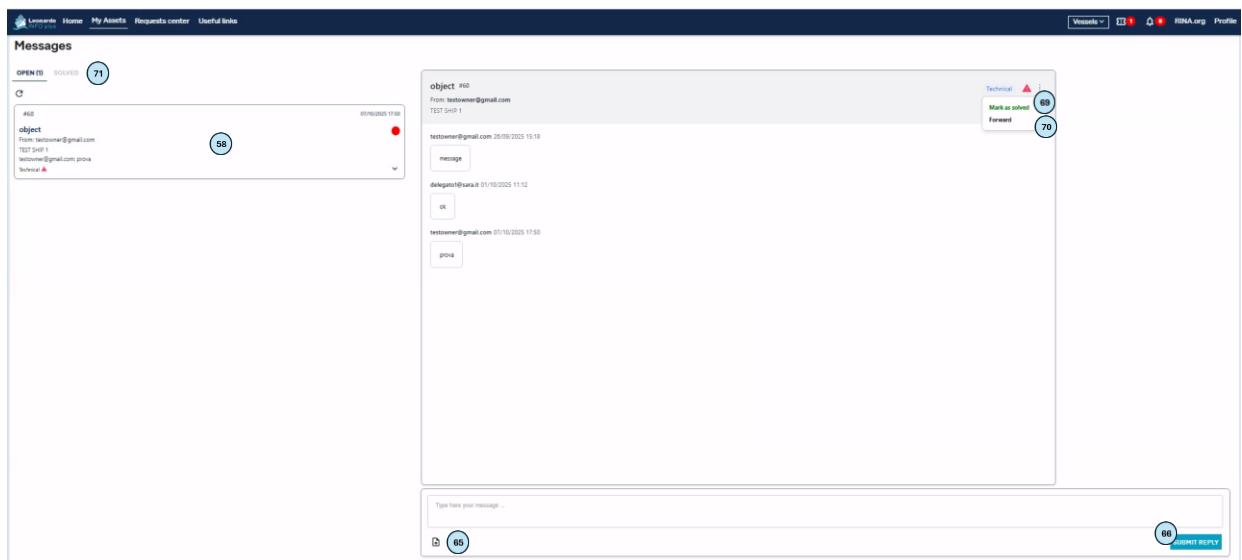 Leonardo INFO plus Home My Assets Requests center Useful links Vessels 1 6 RINA.org Profile
Messages
OPEN (1) SOLVED 71
#60 07/10/2025 17:50
object
From: testowner@gmail.com
TEST SHIP 1
testowner@gmail.com: prova
Technical
58
object #60 Technical
From: testowner@gmail.com
TEST SHIP 1
Mark as solved 69
Forward 70
testowner@gmail.com 26/09/2025 15:18
message
delegato1@sara.it 01/10/2025 11:12
ok
testowner@gmail.com 07/10/2025 17:50
prova
Type here your message ...
65
66 SUBMIT REPLY